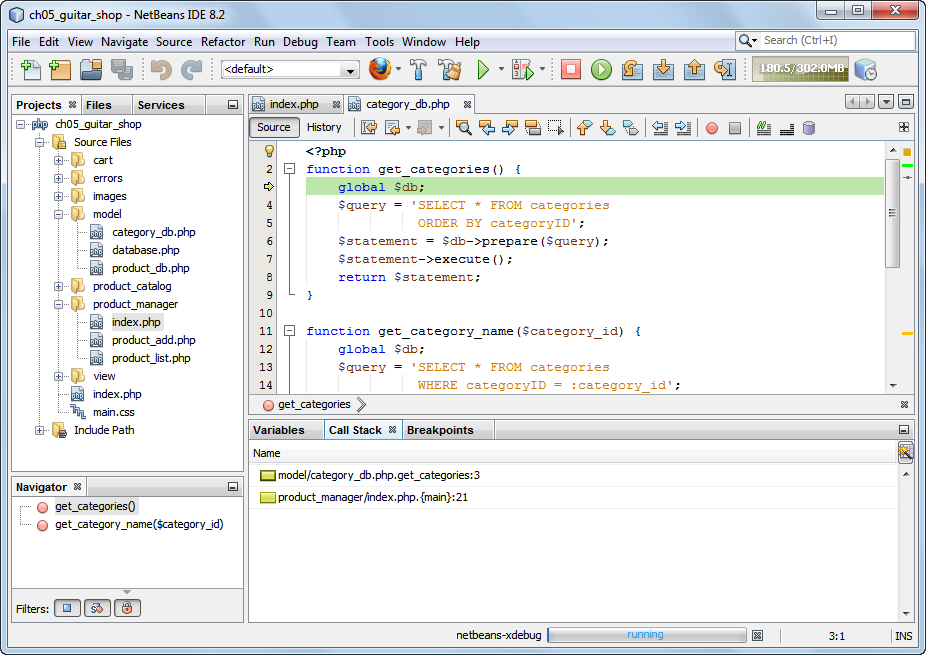 ch05_guitar_shop - NetBeans IDE 8.2
File Edit View Navigate Source Refactor Run Debug Team Tools Window Help
Search (Ctrl+I)
<default>
180.5/302.0MB
Projects Files Services
index.php category_db.php
Source History
ch05_guitar_shop
Source Files
cart
errors
images
model
category_db.php
database.php
product_db.php
product_catalog
product_manager
index.php
product_add.php
product_list.php
view
index.php
main.css
Include Path
<?php
2 function get_categories() {
global $db;
4 $query = 'SELECT * FROM categories
5 ORDER BY categoryID';
6 $statement = $db->prepare($query);
7 $statement->execute();
8 return $statement;
9 }
10
11 function get_category_name($category_id) {
12 global $db;
13 $query = 'SELECT * FROM categories
14 WHERE categoryID = :category_id';
get_categories
Navigator
get_categories()
get_category_name($category_id)
Filters:
Variables Call Stack Breakpoints
Name
model/category_db.php.get_categories:3
product_manager/index.php.{main}:21
netbeans-xdebug running 3:1 INS